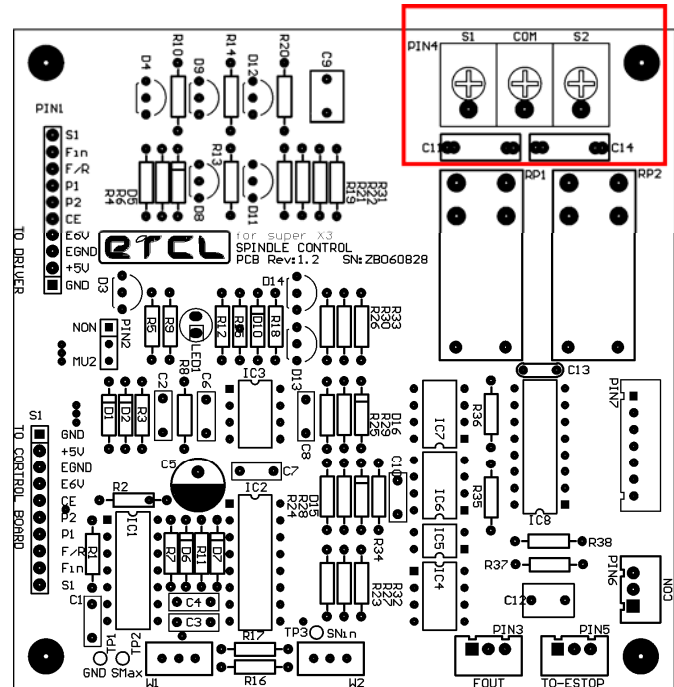 R10
R14
R20
S1 COM S2
D4
D9
D12
C9
PIN4
PIN1
S1
Fin
F/R
P1
P2
CE
E6V
EGND
+5V
GND
TO DRIVER
R13
C11
C14
RP1
RP2
R4
R6
D5
D8
D11
R19
R21
R22
R31
ETCL
for super X3
SPINDLE CONTROL
PCB Rev:1.2 SN:ZB060828
D3
D14
NON
PIN2
MU2
R5
R9
LED1
R12
R15
D10
R18
R26
R30
R33
D13
C13
R8
IC3
C2
C6
D1
D2
R3
C8
R25
R29
D16
IC7
R36
PIN7
S1
GND
+5V
EGND
E6V
CE
P2
P1
F/R
Fin
S1
TO CORTROL BOARD
C5
C7
C10
R2
IC1
IC2
R24
R28
D15
R34
IC6
R35
IC8
IC5
R1
R7
D6
R11
D7
R38
R37
C1
C4
C3
R23
R27
R32
IC4
C12
PIN6
CON
TP1
TP2
GND SMax
W1
R17
R16
TP3
SNin
W2
PIN3
FOUT
PIN5
TO-ESTOP